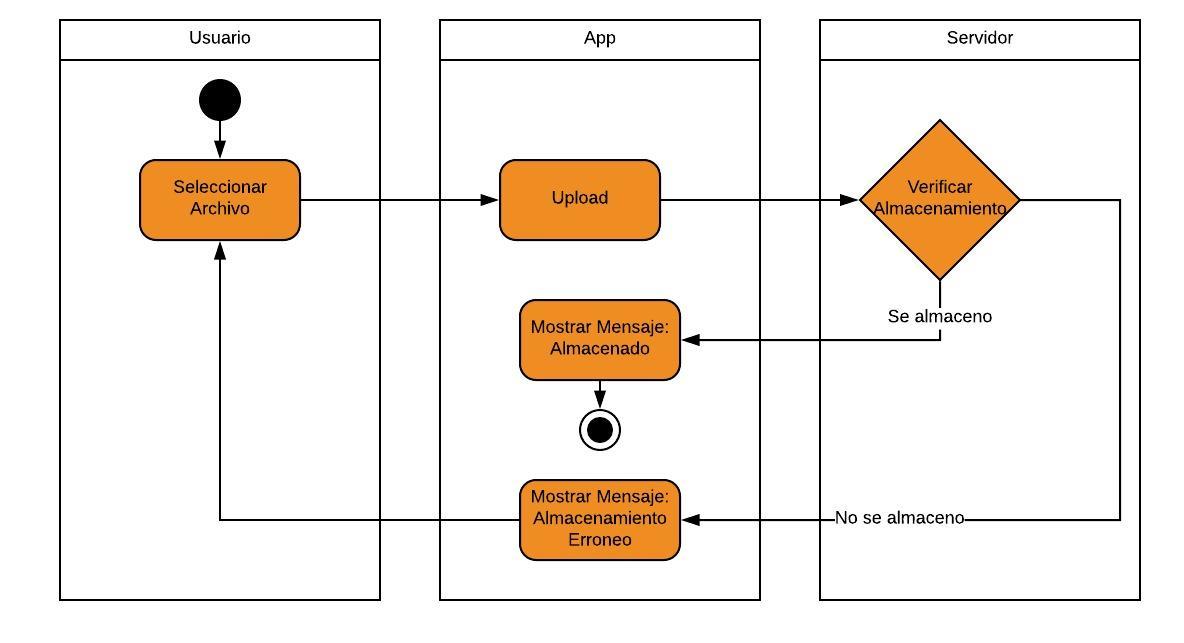 Usuario
App
Servidor
Seleccionar
Archivo
Upload
Verificar
Almacenamiento
Se almaceno
Mostrar Mensaje:
Almacenado
Mostrar Mensaje:
Almacenamiento
Erroneo
No se almaceno